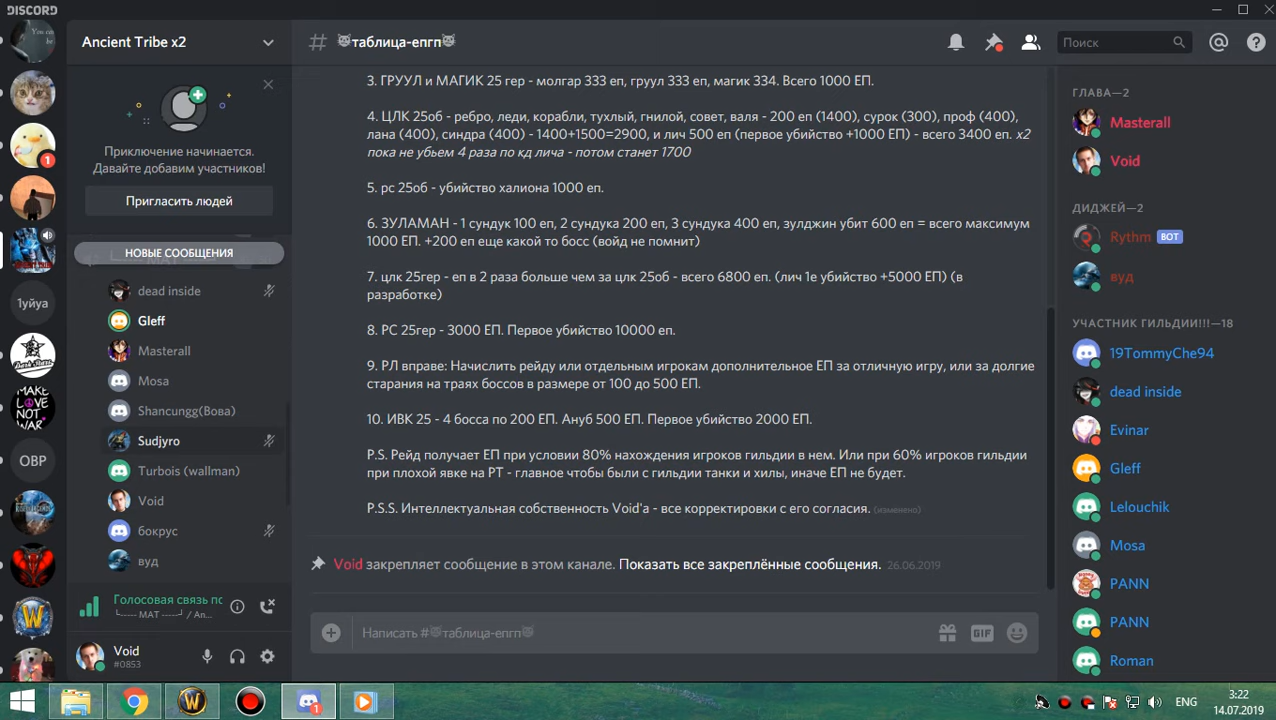 DISCORD
You can
be
1
1уйуа
MAKE
LOVE
NOT
WAR
OBP
Ancient Tribe x2
Приключение начинается.
Давайте добавим участников!
Пригласить людей
НОВЫЕ СООБЩЕНИЯ
dead inside
Gleff
Masterall
Mosa
Shancungg(Вова)
Sudjyro
Turbois (wallman)
Void
бокрус
вуд
Голосовая связь пс
└----- МАТ -----┘/ An...
Void
#0853
# таблица-епгп
Поиск
3. ГРУУЛ и МАГИК 25 гер - молгар 333 еп, груул 333 еп, магик 334. Всего 1000 ЕП.
4. ЦЛК 25об - ребро, леди, корабли, тухлый, гнилой, совет, валя - 200 еп (1400), сурок (300), проф (400),
лана (400), синдра (400) - 1400+1500=2900, и лич 500 еп (первое убийство +1000 ЕП) - всего 3400 еп. x2
пока не убьем 4 раза по кд лича - потом станет 1700
5. рс 25об - убийство халиона 1000 еп.
6. ЗУЛАМАН - 1 сундук 100 еп, 2 сундука 200 еп, 3 сундука 400 еп, зулджин убит 600 еп = всего максимум
1000 ЕП. +200 еп еще какой то босс (войд не помнит)
7. цлк 25гер - еп в 2 раза больше чем за цлк 25об - всего 6800 еп. (лич 1е убийство +5000 ЕП) (в
разработке)
8. РС 25гер - 3000 ЕП. Первое убийство 10000 еп.
9. РЛ вправе: Начислить рейду или отдельным игрокам дополнительное ЕП за отличную игру, или за долгие
старания на траях боссов в размере от 100 до 500 ЕП.
10. ИВК 25 - 4 босса по 200 ЕП. Ануб 500 ЕП. Первое убийство 2000 ЕП.
P.S. Рейд получает ЕП при условии 80% нахождения игроков гильдии в нем. Или при 60% игроков гильдии
при плохой явке на РТ - главное чтобы были с гильдии танки и хилы, иначе ЕП не будет.
P.S.S. Интеллектуальная собственность Void'а - все корректировки с его согласия. (изменено)
Void закрепляет сообщение в этом канале. Показать все закреплённые сообщения. 26.06.2019
Написать #таблица-епгп
GIF
ГЛАВА—2
Masterall
Void
ДИДЖЕЙ—2
Rythm BOT
вуд
УЧАСТНИК ГИЛЬДИИ!!!—18
19TommyChe94
dead inside
Evinar
Gleff
Lelouchik
Mosa
PANN
PANN
Roman
1
ENG
3:22
14.07.2019